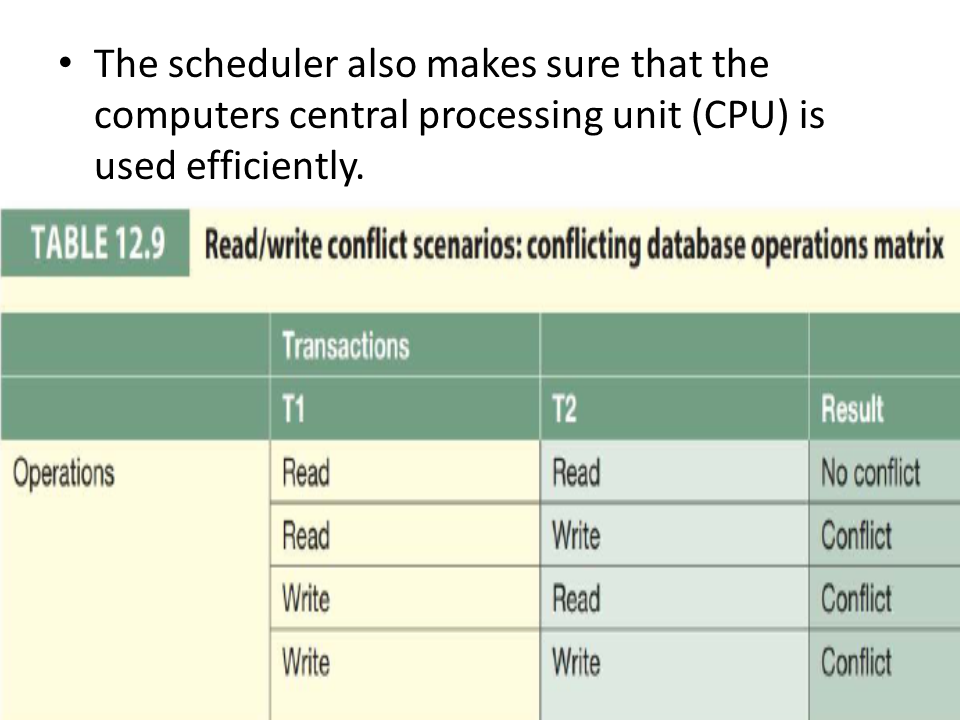 • The scheduler also makes sure that the
computers central processing unit (CPU) is
used efficiently.
TABLE 12.9 Read/write conflict scenarios: conflicting database operations matrix
Transactions
T1 T2 Result
Operations Read Read No conflict
Read Write Conflict
Write Read Conflict
Write Write Conflict